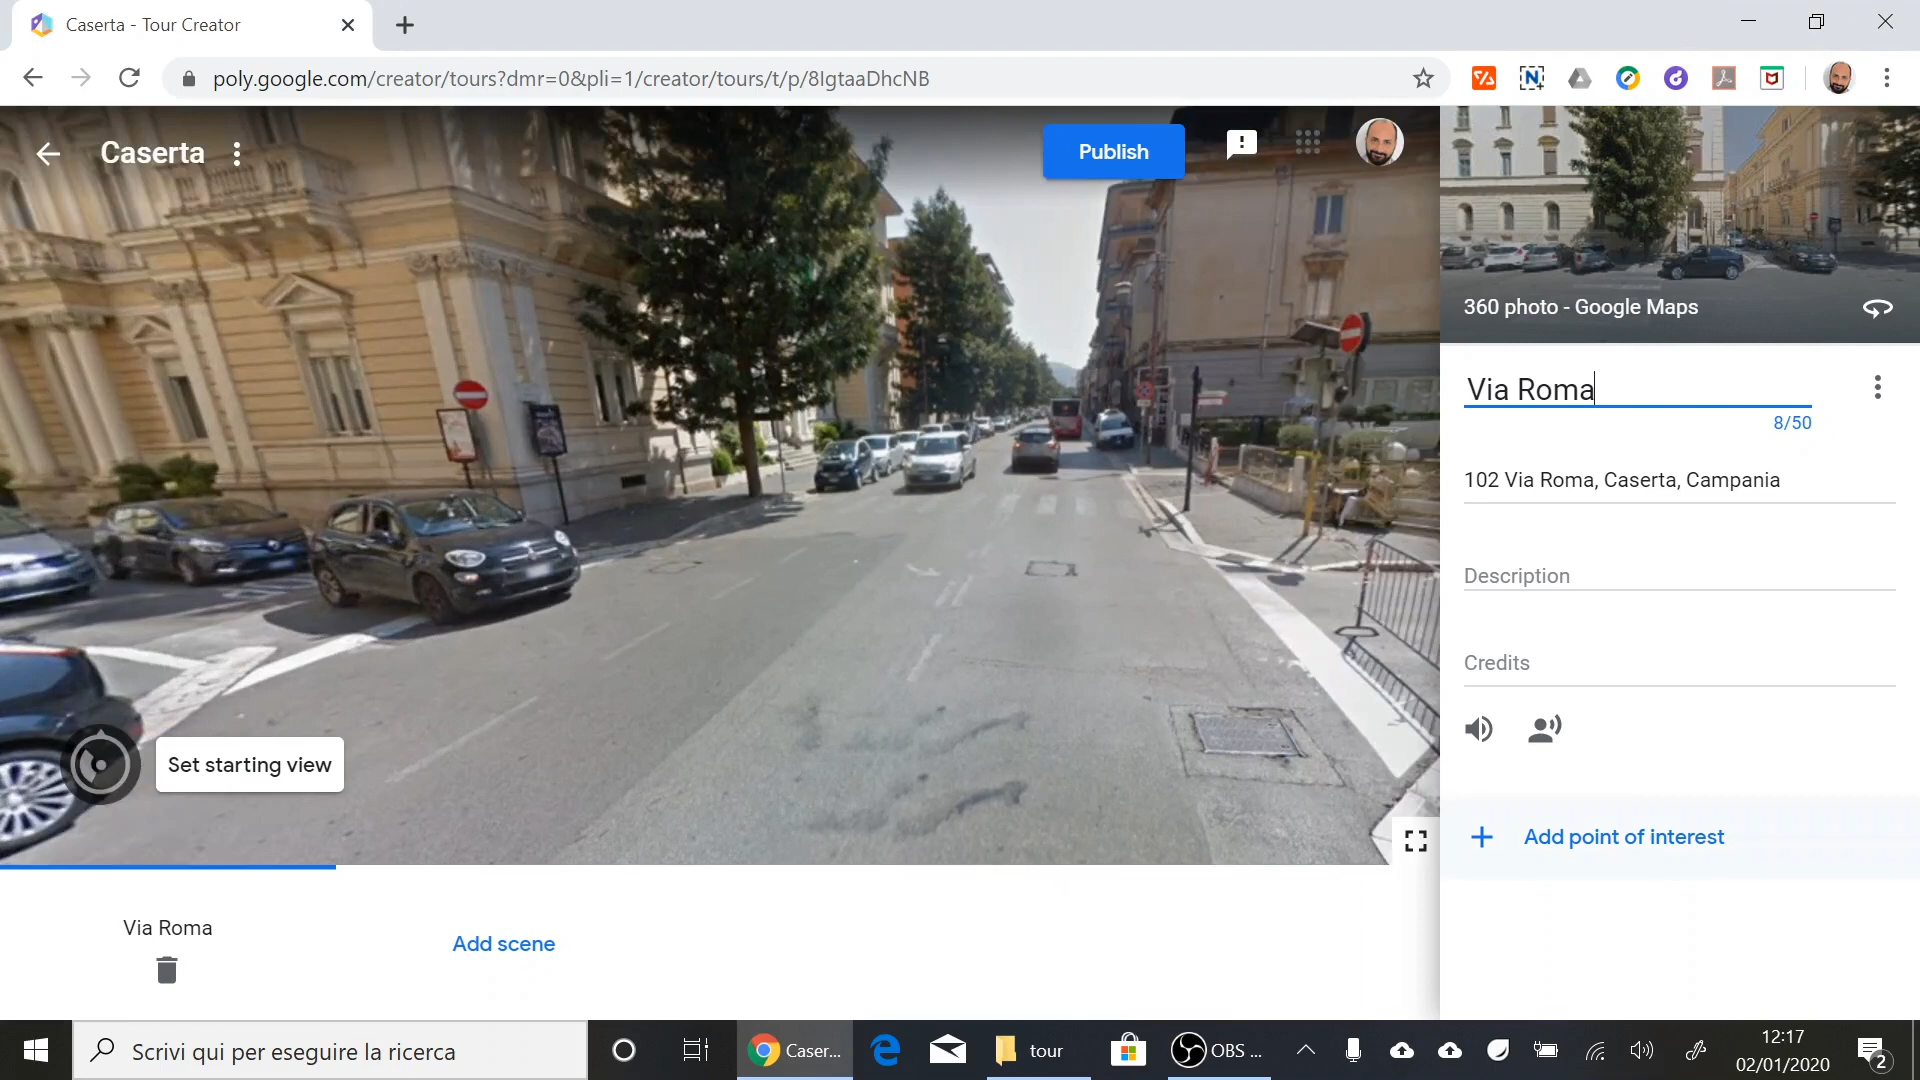 Caserta - Tour Creator
poly.google.com/creator/tours?dmr=0&pli=1/creator/tours/t/p/8IgtaaDhcNB
Caserta
Publish
360 photo - Google Maps
Via Roma
8/50
102 Via Roma, Caserta, Campania
Description
Credits
Set starting view
Add point of interest
Via Roma
Add scene
Scrivi qui per eseguire la ricerca
Caser...
tour
OBS ...
12:17
02/01/2020
2